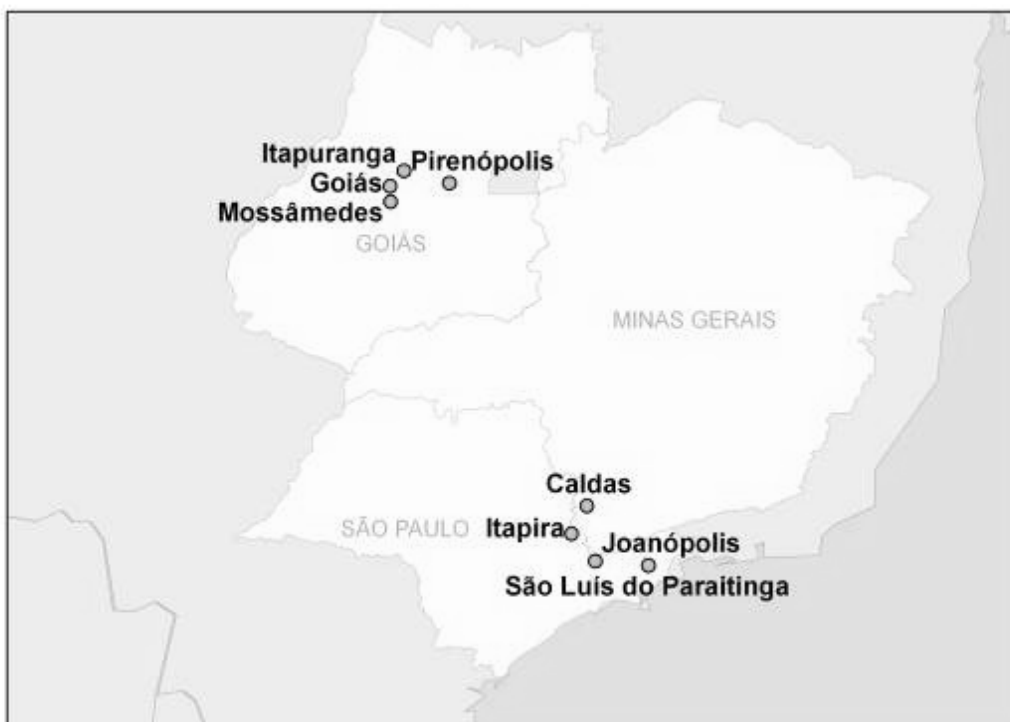 Itapuranga
Pirenópolis
Goiás
Mossâmedes
GOIÁS
MINAS GERAIS
Caldas
SÃO PAULO
Itapira
Joanópolis
São Luís do Paraitinga